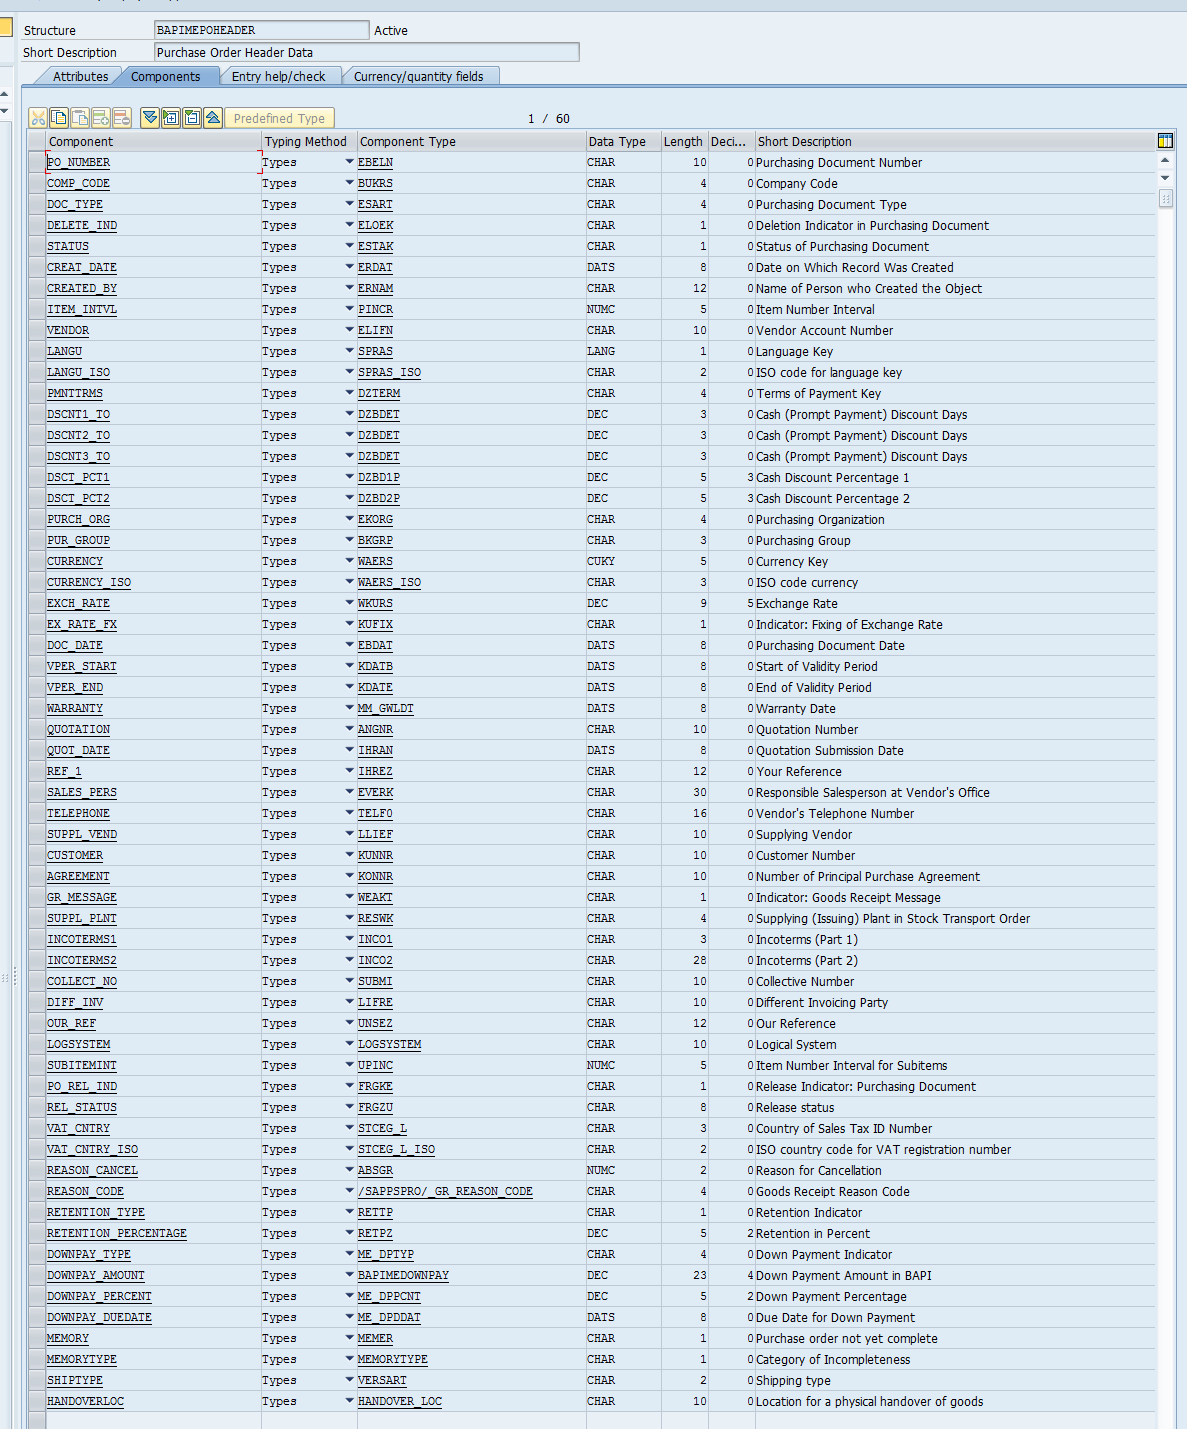 Structure BAPIMEPOHEADER Active
Short Description Purchase Order Header Data
Attributes Components Entry help/check Currency/quantity fields
Predefined Type 1 / 60
Component Typing Method Component Type Data Type Length Deci... Short Description
PO_NUMBER Types EBELN CHAR 10 0 Purchasing Document Number
COMP_CODE Types BUKRS CHAR 4 0 Company Code
DOC_TYPE Types ESART CHAR 4 0 Purchasing Document Type
DELETE_IND Types ELOEK CHAR 1 0 Deletion Indicator in Purchasing Document
STATUS Types ESTAK CHAR 1 0 Status of Purchasing Document
CREAT_DATE Types ERDAT DATS 8 0 Date on Which Record Was Created
CREATED_BY Types ERNAM CHAR 12 0 Name of Person who Created the Object
ITEM_INTVL Types PINCR NUMC 5 0 Item Number Interval
VENDOR Types ELIFN CHAR 10 0 Vendor Account Number
LANGU Types SPRAS LANG 1 0 Language Key
LANGU_ISO Types SPRAS_ISO CHAR 2 0 ISO code for language key
PMNTTRMS Types DZTERM CHAR 4 0 Terms of Payment Key
DSCNT1_TO Types DZBDET DEC 3 0 Cash (Prompt Payment) Discount Days
DSCNT2_TO Types DZBDET DEC 3 0 Cash (Prompt Payment) Discount Days
DSCNT3_TO Types DZBDET DEC 3 0 Cash (Prompt Payment) Discount Days
DSCT_PCT1 Types DZBD1P DEC 5 3 Cash Discount Percentage 1
DSCT_PCT2 Types DZBD2P DEC 5 3 Cash Discount Percentage 2
PURCH_ORG Types EKORG CHAR 4 0 Purchasing Organization
PUR_GROUP Types BKGRP CHAR 3 0 Purchasing Group
CURRENCY Types WAERS CUKY 5 0 Currency Key
CURRENCY_ISO Types WAERS_ISO CHAR 3 0 ISO code currency
EXCH_RATE Types WKURS DEC 9 5 Exchange Rate
EX_RATE_FX Types KUFIX CHAR 1 0 Indicator: Fixing of Exchange Rate
DOC_DATE Types EBDAT DATS 8 0 Purchasing Document Date
VPER_START Types KDATB DATS 8 0 Start of Validity Period
VPER_END Types KDATE DATS 8 0 End of Validity Period
WARRANTY Types MM_GWLDT DATS 8 0 Warranty Date
QUOTATION Types ANGNR CHAR 10 0 Quotation Number
QUOT_DATE Types IHRAN DATS 8 0 Quotation Submission Date
REF_1 Types IHREZ CHAR 12 0 Your Reference
SALES_PERS Types EVERK CHAR 30 0 Responsible Salesperson at Vendor's Office
TELEPHONE Types TELF0 CHAR 16 0 Vendor's Telephone Number
SUPPL_VEND Types LLIEF CHAR 10 0 Supplying Vendor
CUSTOMER Types KUNNR CHAR 10 0 Customer Number
AGREEMENT Types KONNR CHAR 10 0 Number of Principal Purchase Agreement
GR_MESSAGE Types WEAKT CHAR 1 0 Indicator: Goods Receipt Message
SUPPL_PLNT Types RESWK CHAR 4 0 Supplying (Issuing) Plant in Stock Transport Order
INCOTERMS1 Types INCO1 CHAR 3 0 Incoterms (Part 1)
INCOTERMS2 Types INCO2 CHAR 28 0 Incoterms (Part 2)
COLLECT_NO Types SUBMI CHAR 10 0 Collective Number
DIFF_INV Types LIFRE CHAR 10 0 Different Invoicing Party
OUR_REF Types UNSEZ CHAR 12 0 Our Reference
LOGSYSTEM Types LOGSYSTEM CHAR 10 0 Logical System
SUBITEMINT Types UPINC NUMC 5 0 Item Number Interval for Subitems
PO_REL_IND Types FRGKE CHAR 1 0 Release Indicator: Purchasing Document
REL_STATUS Types FRGZU CHAR 8 0 Release status
VAT_CNTRY Types STCEG_L CHAR 3 0 Country of Sales Tax ID Number
VAT_CNTRY_ISO Types STCEG_L_ISO CHAR 2 0 ISO country code for VAT registration number
REASON_CANCEL Types ABSGR NUMC 2 0 Reason for Cancellation
REASON_CODE Types /SAPPSPRO/_GR_REASON_CODE CHAR 4 0 Goods Receipt Reason Code
RETENTION_TYPE Types RETTP CHAR 1 0 Retention Indicator
RETENTION_PERCENTAGE Types RETPZ DEC 5 2 Retention in Percent
DOWNPAY_TYPE Types ME_DPTYP CHAR 4 0 Down Payment Indicator
DOWNPAY_AMOUNT Types BAPIMEDOWNPAY DEC 23 4 Down Payment Amount in BAPI
DOWNPAY_PERCENT Types ME_DPPCNT DEC 5 2 Down Payment Percentage
DOWNPAY_DUEDATE Types ME_DPDDAT DATS 8 0 Due Date for Down Payment
MEMORY Types MEMER CHAR 1 0 Purchase order not yet complete
MEMORYTYPE Types MEMORYTYPE CHAR 1 0 Category of Incompleteness
SHIPTYPE Types VERSART CHAR 2 0 Shipping type
HANDOVERLOC Types HANDOVER_LOC CHAR 10 0 Location for a physical handover of goods